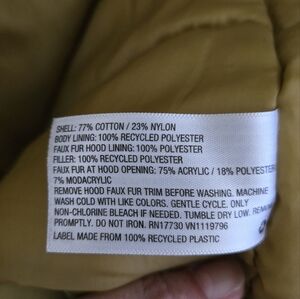 SHELL: 77% COTTON / 23% NYLON
BODY LINING: 100% RECYCLED POLYESTER
FAUX FUR HOOD LINING: 100% POLYESTER
FILLER: 100% RECYCLED POLYESTER
FAUX FUR AT HOOD OPENING: 75% ACRYLIC / 18% POLYESTER
7% MODACRYLIC
REMOVE HOOD FAUX FUR TRIM BEFORE WASHING. MACHINE
WASH COLD WITH LIKE COLORS. GENTLE CYCLE. ONLY
NON-CHLORINE BLEACH IF NEEDED. TUMBLE DRY LOW.
PROMPTLY. DO NOT IRON. RN17730 VN1119796
LABEL MADE FROM 100% RECYCLED PLASTIC